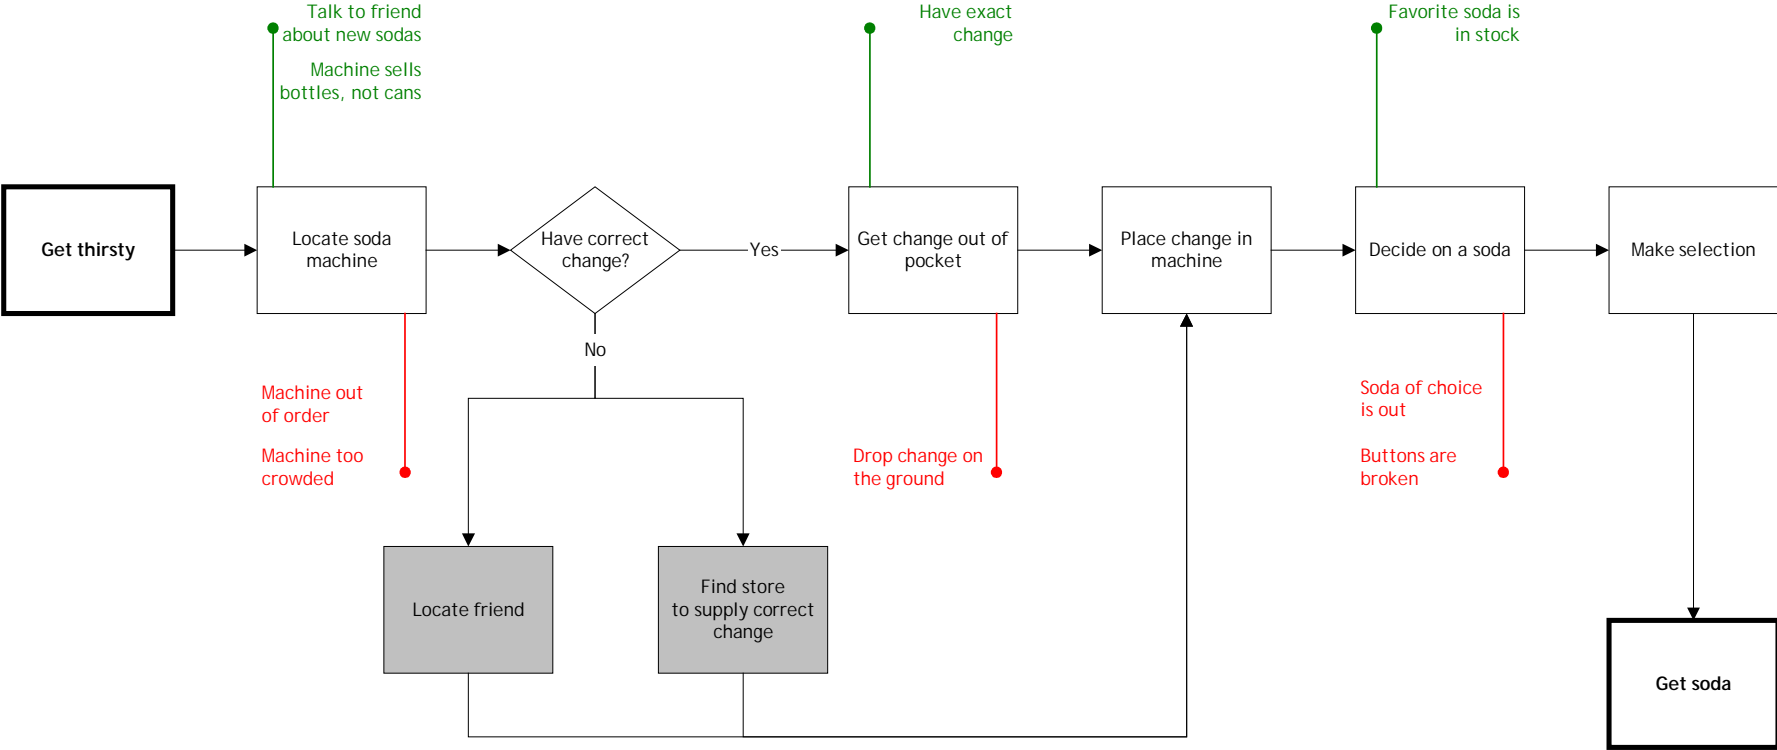 Talk to friend
about new sodas
Machine sells
bottles, not cans
Have exact
change
Favorite soda is
in stock
Get thirsty
Locate soda
machine
Have correct
change?
Yes
Get change out of
pocket
Place change in
machine
Decide on a soda
Make selection
No
Machine out
of order
Machine too
crowded
Drop change on
the ground
Soda of choice
is out
Buttons are
broken
Locate friend
Find store
to supply correct
change
Get soda